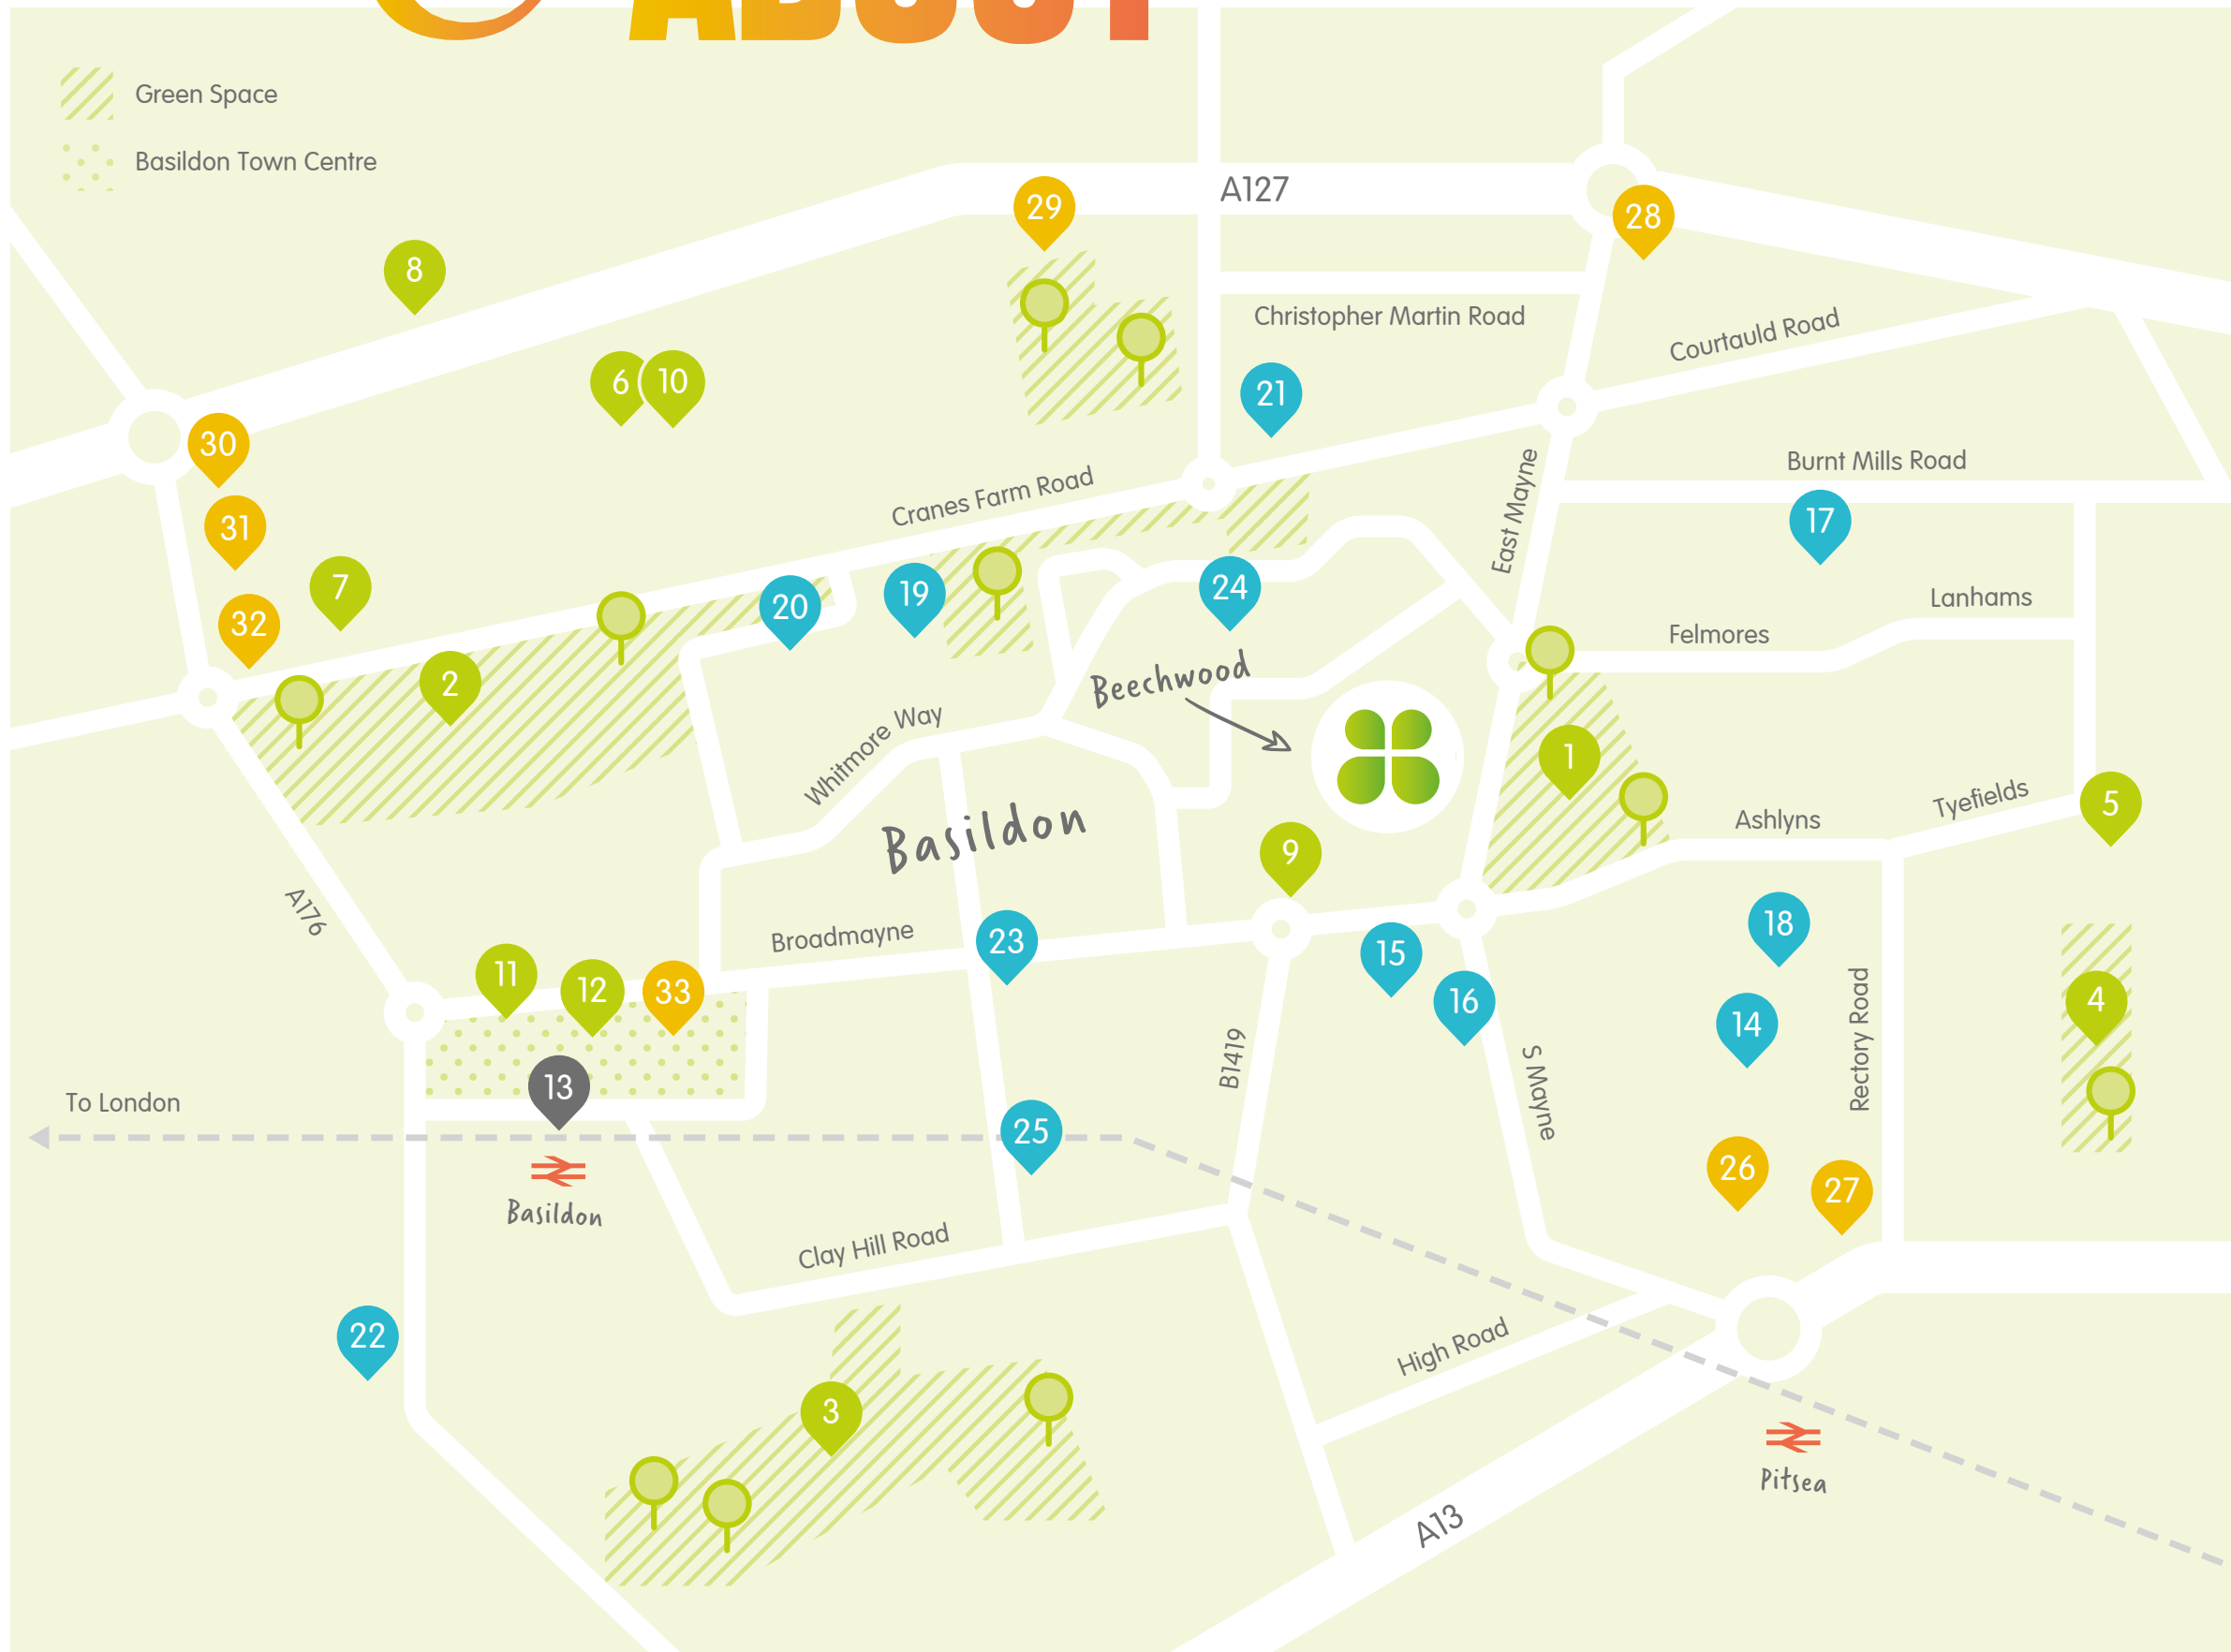 ABOUT
Green Space
Basildon Town Centre
A127
29
28
8
Christopher Martin Road
Courtauld Road
6
10
21
30
Cranes Farm Road
East Mayne
Burnt Mills Road
31
17
7
20
19
24
Lanhams
32
Felmores
2
Beechwood
Whitmore Way
1
Tyefields
5
Basildon
Ashlyns
9
A176
Broadmayne
23
15
18
11
12
33
16
4
14
Rectory Road
B1419
S Mayne
13
To London
25
26
27
Basildon
Clay Hill Road
22
High Road
3
A13
Pitsea